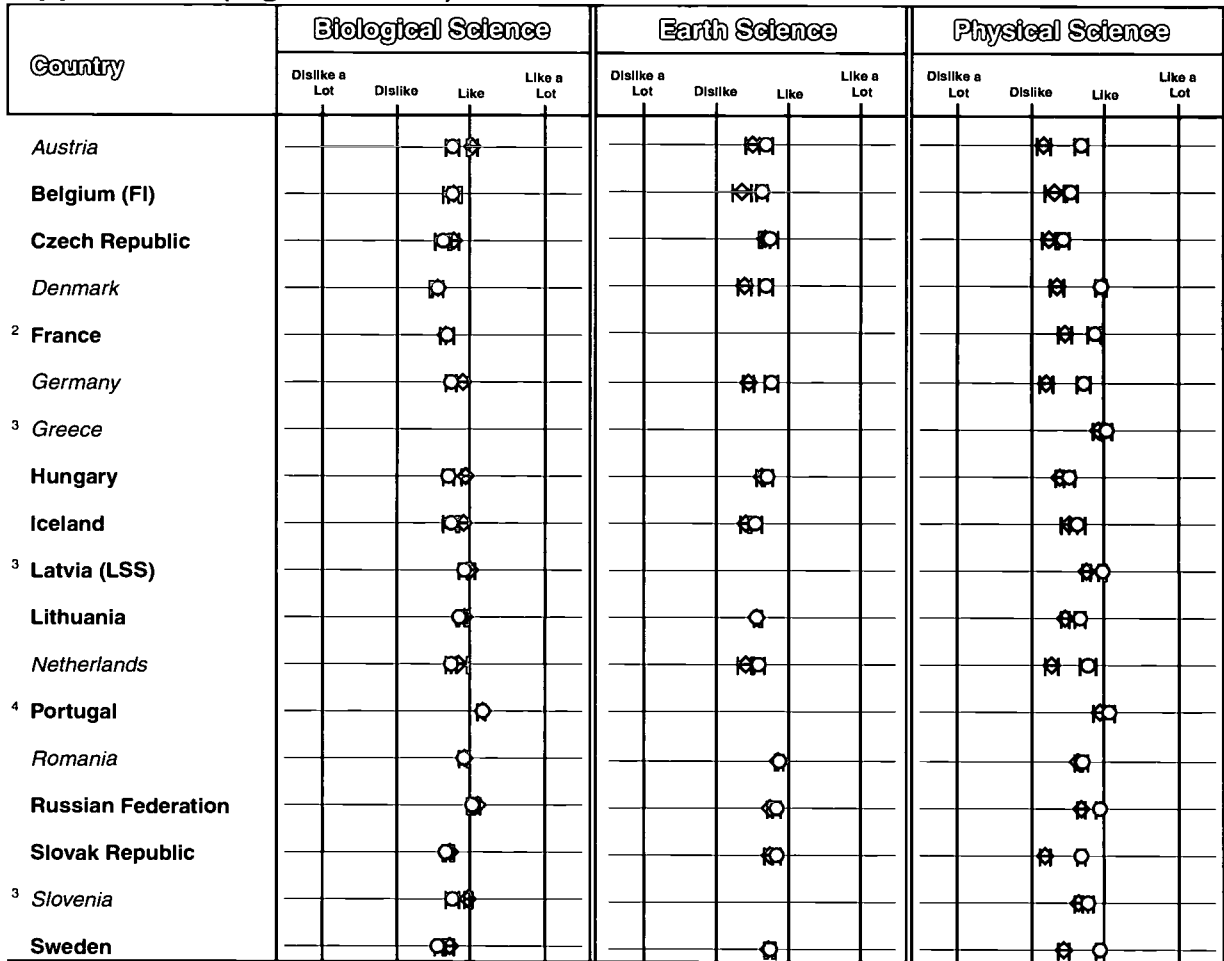 Country
Biological Science
Earth Science
Physical Science
Dislike a Lot Dislike Like Like a Lot
Dislike a Lot Dislike Like Like a Lot
Dislike a Lot Dislike Like Like a Lot
Austria
Belgium (Fl)
Czech Republic
Denmark
2 France
Germany
3 Greece
Hungary
Iceland
3 Latvia (LSS)
Lithuania
Netherlands
4 Portugal
Romania
Russian Federation
Slovak Republic
3 Slovenia
Sweden